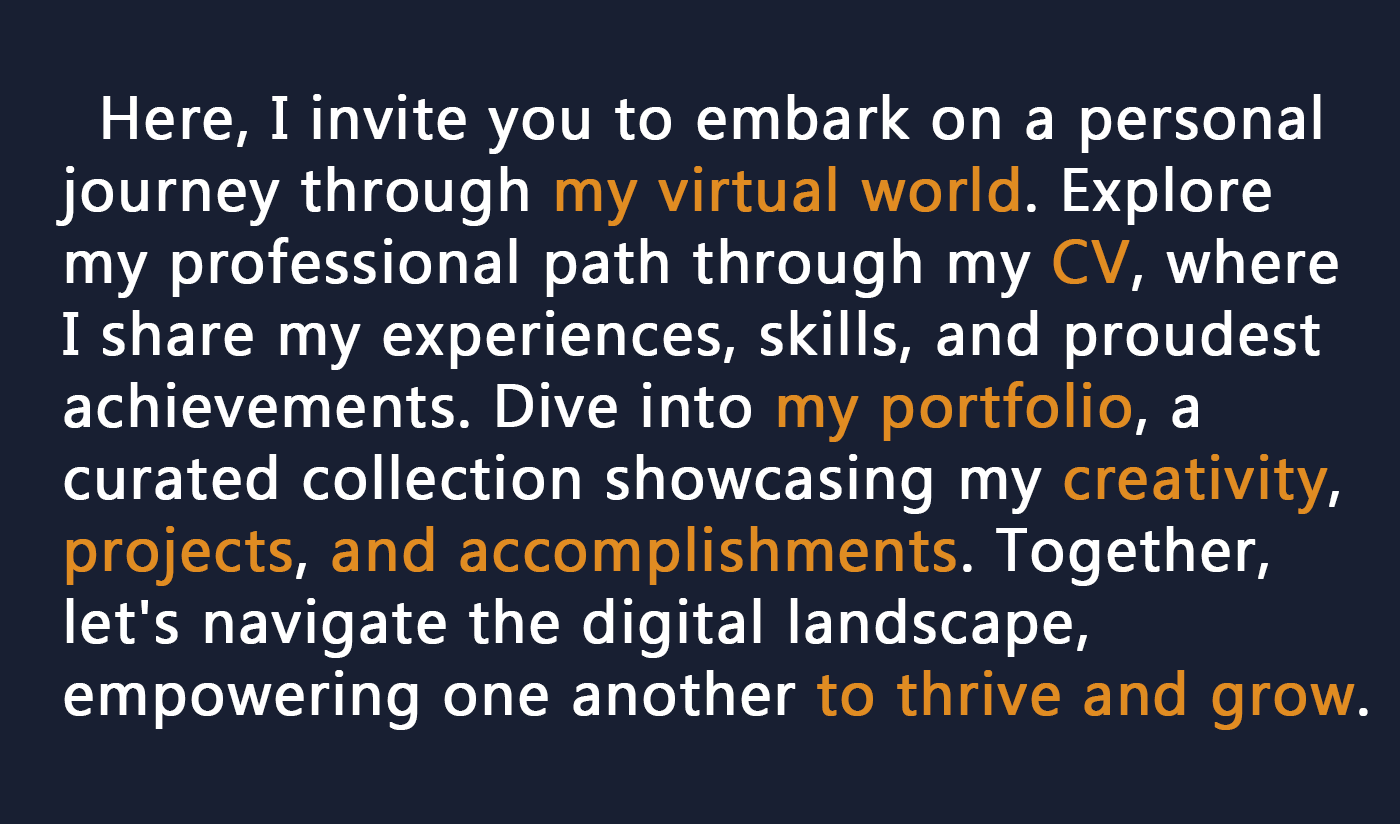 Here, I invite you to embark on a personal
journey through my virtual world. Explore
my professional path through my CV, where
I share my experiences, skills, and proudest
achievements. Dive into my portfolio, a
curated collection showcasing my creativity,
projects, and accomplishments. Together,
let's navigate the digital landscape,
empowering one another to thrive and grow.